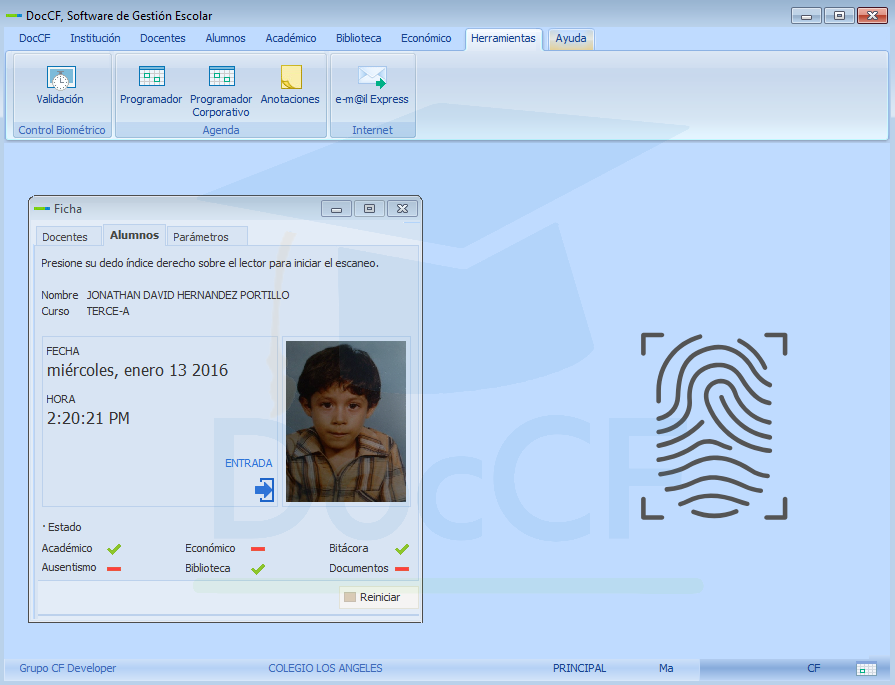 DocCF, Software de Gestión Escolar
DocCF Institución Docentes Alumnos Académico Biblioteca Económico Herramientas Ayuda
Validación Programador Programador Corporativo Anotaciones e-m@il Express
Control Biométrico Agenda Internet
Ficha
Docentes Alumnos Parámetros
Presione su dedo índice derecho sobre el lector para iniciar el escaneo.
Nombre JONATHAN DAVID HERNANDEZ PORTILLO
Curso TERCE-A
FECHA
miércoles, enero 13 2016
HORA
2:20:21 PM
ENTRADA
DocCF
· Estado
Académico Económico Bitácora
Ausentismo Biblioteca Documentos
Reiniciar
Grupo CF Developer COLEGIO LOS ANGELES PRINCIPAL Ma CF